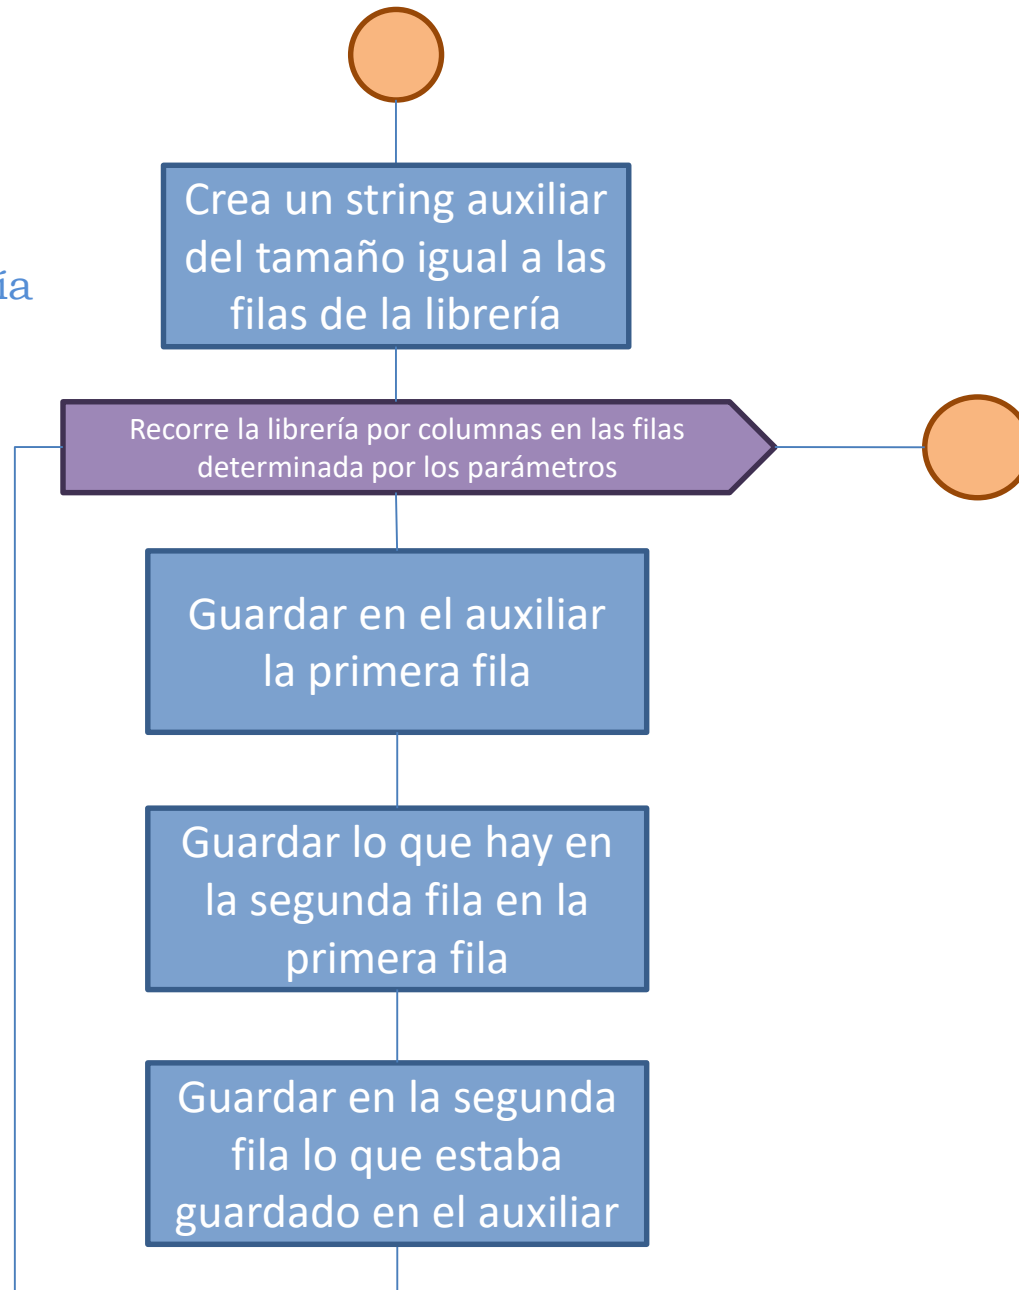 Crea un string auxiliar
del tamaño igual a las
filas de la librería
Recorre la librería por columnas en las filas
determinada por los parámetros
Guardar en el auxiliar
la primera fila
Guardar lo que hay en
la segunda fila en la
primera fila
Guardar en la segunda
fila lo que estaba
guardado en el auxiliar